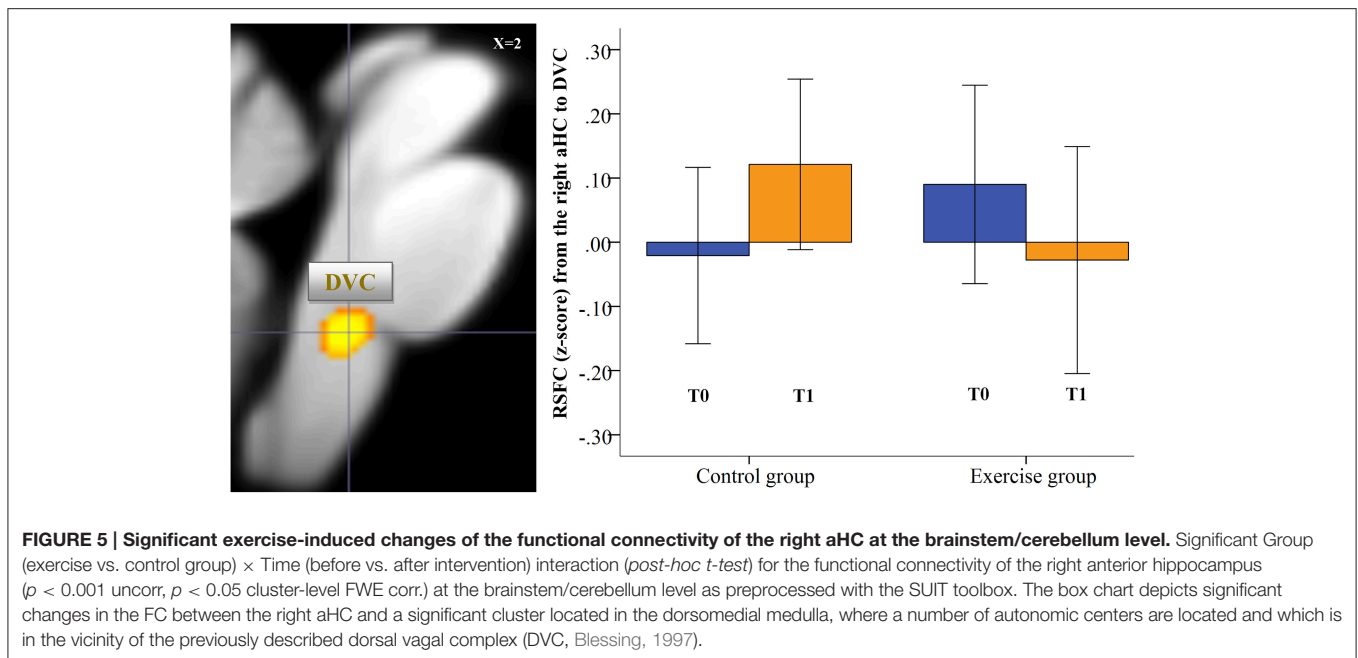 X=2
DVC
RSFC (z-score) from the right aHC to DVC
.30
.20
.10
.00
-.10
-.20
-.30
T0
T1
T0
T1
Control group
Exercise group
FIGURE 5 | Significant exercise-induced changes of the functional connectivity of the right aHC at the brainstem/cerebellum level. Significant Group
(exercise vs. control group) × Time (before vs. after intervention) interaction (post-hoc t-test) for the functional connectivity of the right anterior hippocampus
(p < 0.001 uncorr, p < 0.05 cluster-level FWE corr.) at the brainstem/cerebellum level as preprocessed with the SUIT toolbox. The box chart depicts significant
changes in the FC between the right aHC and a significant cluster located in the dorsomedial medulla, where a number of autonomic centers are located and which is
in the vicinity of the previously described dorsal vagal complex (DVC, Blessing, 1997).